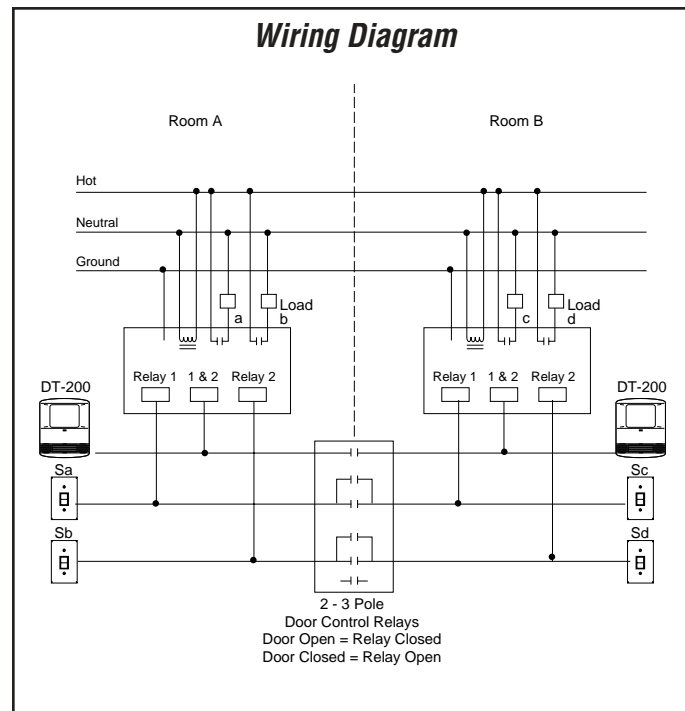 Wiring Diagram
Room A
Room B
Hot
Neutral
Ground
Load
a
b
Load
c
d
Relay 1
1 & 2
Relay 2
Relay 1
1 & 2
Relay 2
DT-200
DT-200
Sa
Sc
Sb
Sd
2 - 3 Pole
Door Control Relays
Door Open = Relay Closed
Door Closed = Relay Open